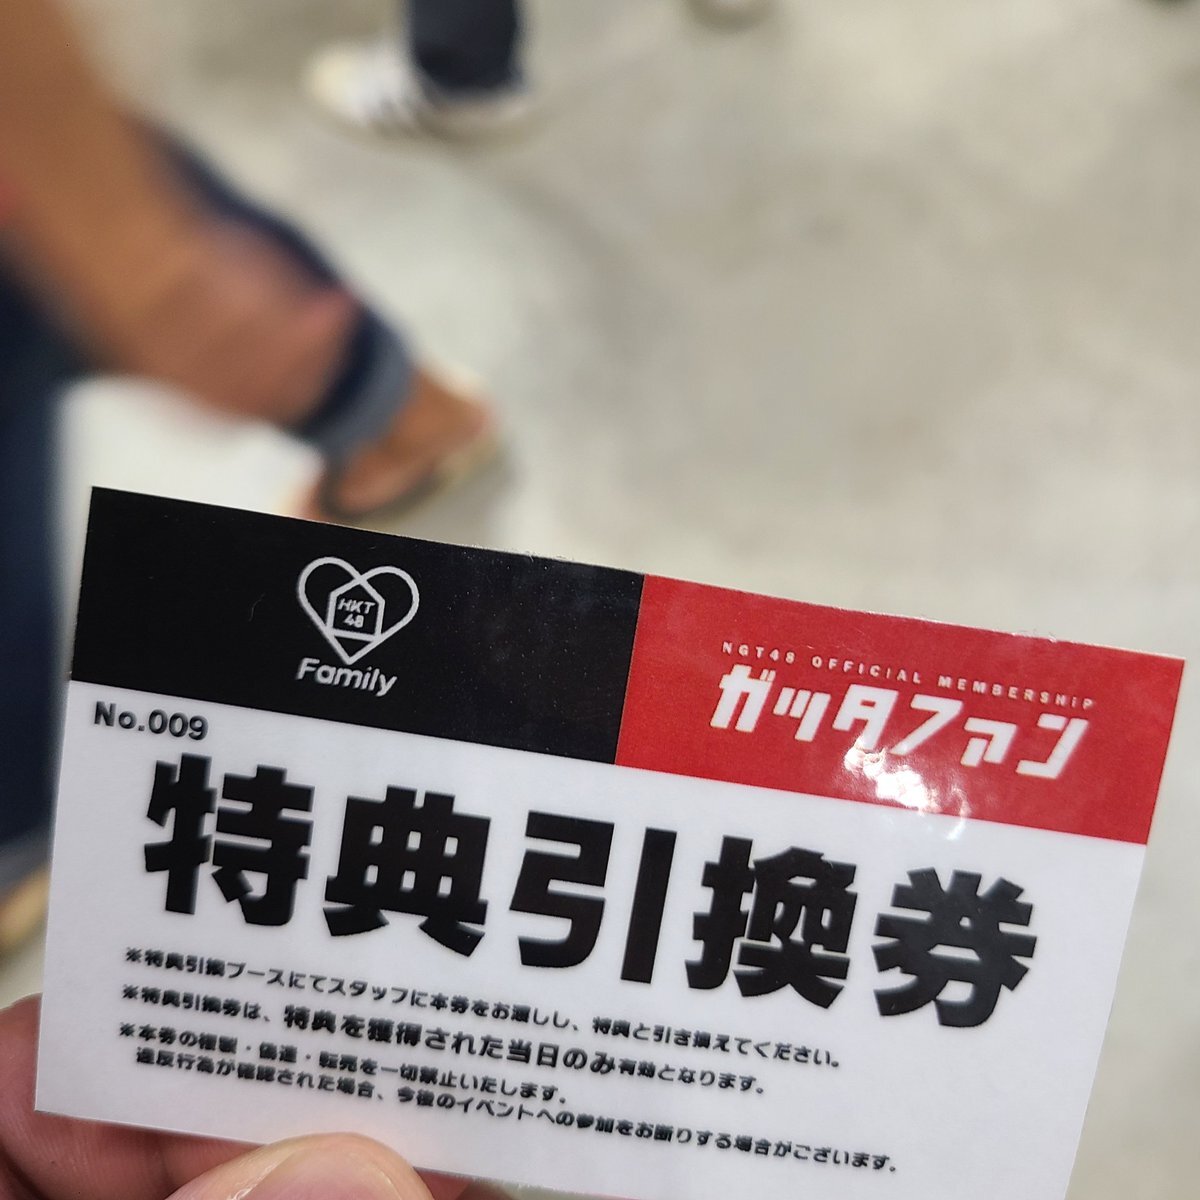 HKT
48
Family
NGT48 OFFICIAL MEMBERSHIP
ガッタファン
No.009
特典引換券
※特典引換ブースにてスタッフに本券をお渡しし、特典と引き換えてください。
※特典引換券は、特典を獲得された当日のみ有効となります。
※本券の複製・偽造・転売を一切禁止いたします。
違反行為が確認された場合、今後のイベントへの参加をお断りする場合がございます。